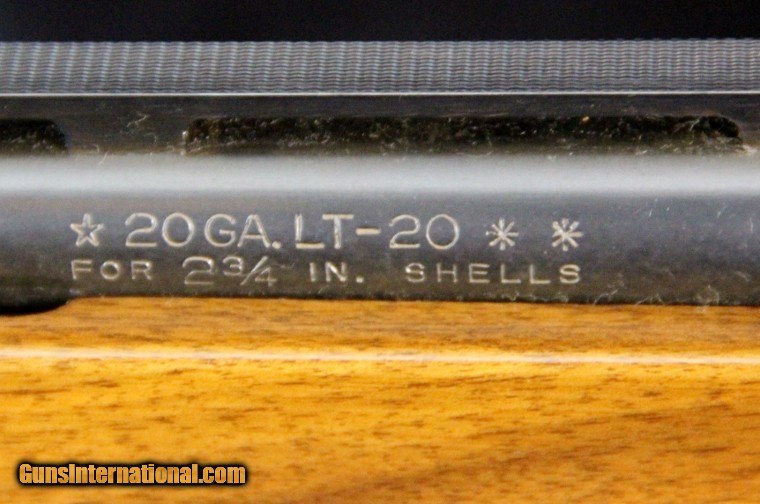 ☆ 20GA. LT-20 * *
FOR 2¾ IN. SHELLS
GunsInternational.com